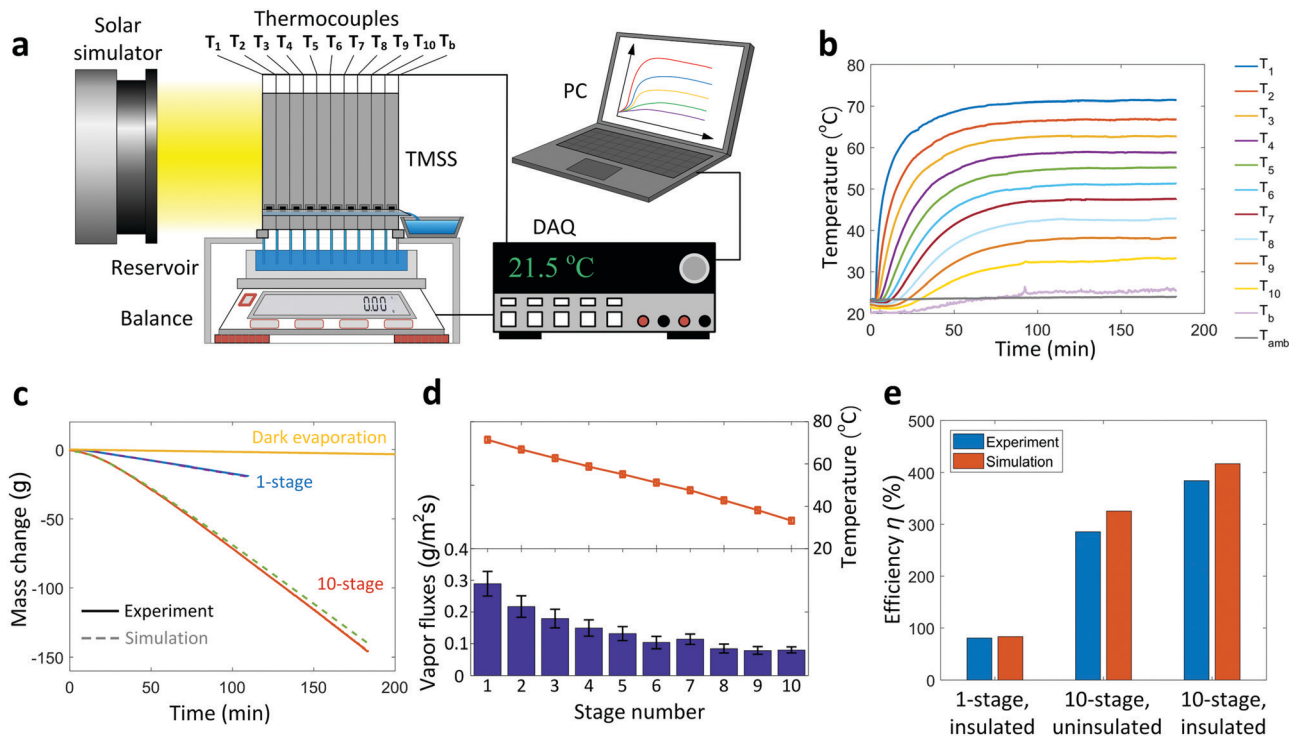 a
Solar
simulator
Thermocouples
T1 T2 T3 T4 T5 T6 T7 T8 T9 T10 Tb
PC
TMSS
DAQ
Reservoir
21.5 °C
0.00
Balance
b
Temperature (°C)
80
70
60
50
40
30
20
0 50 100 150 200
Time (min)
T1
T2
T3
T4
T5
T6
T7
T8
T9
T10
Tb
Tamb
c
Mass change (g)
0
-50
-100
-150
Dark evaporation
1-stage
10-stage
Experiment
Simulation
0 50 100 150 200
Time (min)
d
80
60
40
20
Temperature (°C)
Vapor fluxes (g/m²s)
0.4
0.3
0.2
0.1
0
1 2 3 4 5 6 7 8 9 10
Stage number
e
Efficiency η (%)
500
400
300
200
100
0
Experiment
Simulation
1-stage, 10-stage, 10-stage,
insulated uninsulated insulated